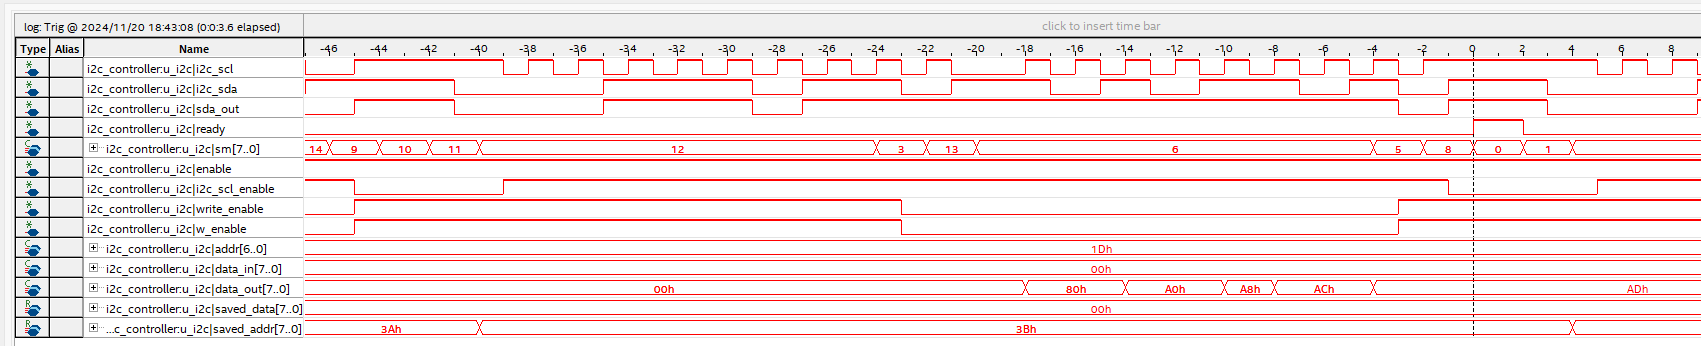 log: Trig @ 2024/11/20 18:43:08 (0:0:3.6 elapsed) click to insert time bar
Type Alias Name -46 -44 -42 -40 -38 -36 -34 -32 -30 -28 -26 -24 -22 -20 -18 -16 -14 -12 -10 -8 -6 -4 -2 0 2 4 6 8
i2c_controller:u_i2c|i2c_scl
i2c_controller:u_i2c|i2c_sda
i2c_controller:u_i2c|sda_out
i2c_controller:u_i2c|ready
i2c_controller:u_i2c|sm[7..0] 14 9 10 11 12 3 13 6 5 8 0 1
i2c_controller:u_i2c|enable
i2c_controller:u_i2c|i2c_scl_enable
i2c_controller:u_i2c|write_enable
i2c_controller:u_i2c|w_enable
i2c_controller:u_i2c|addr[6..0] 1Dh
i2c_controller:u_i2c|data_in[7..0] 00h
i2c_controller:u_i2c|data_out[7..0] 00h 80h A0h A8h ACh ADh
i2c_controller:u_i2c|saved_data[7..0] 00h
...c_controller:u_i2c|saved_addr[7..0] 3Ah 3Bh